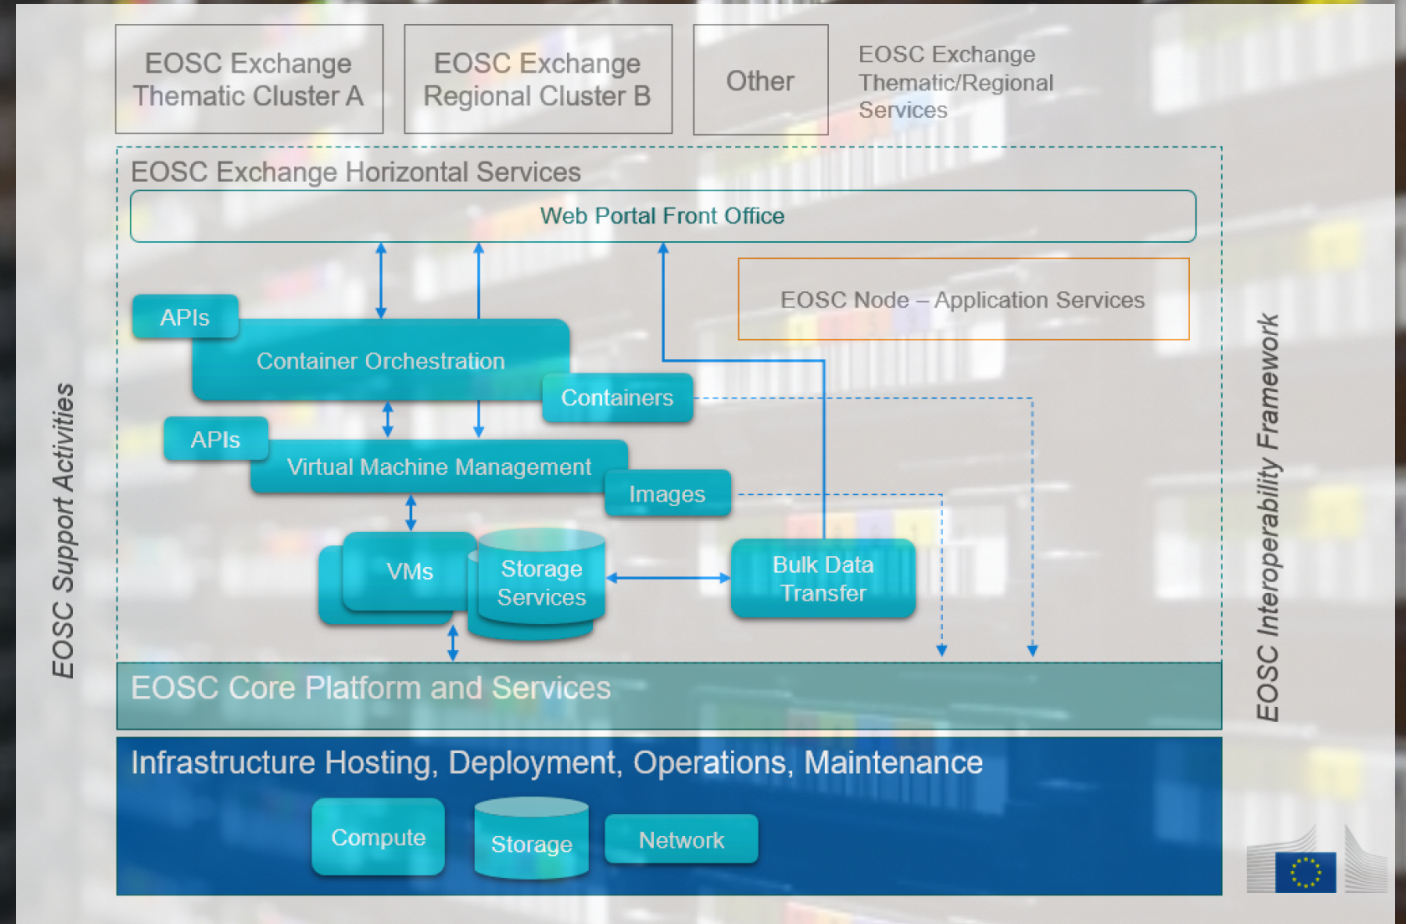 EOSC Exchange
Thematic Cluster A
EOSC Exchange
Regional Cluster B
Other
EOSC Exchange
Thematic/Regional
Services
EOSC Exchange Horizontal Services
Web Portal Front Office
EOSC Node – Application Services
APIs
Container Orchestration
Containers
APIs
Virtual Machine Management
Images
VMs
Storage
Services
Bulk Data
Transfer
EOSC Support Activities
EOSC Interoperability Framework
EOSC Core Platform and Services
Infrastructure Hosting, Deployment, Operations, Maintenance
Compute
Storage
Network